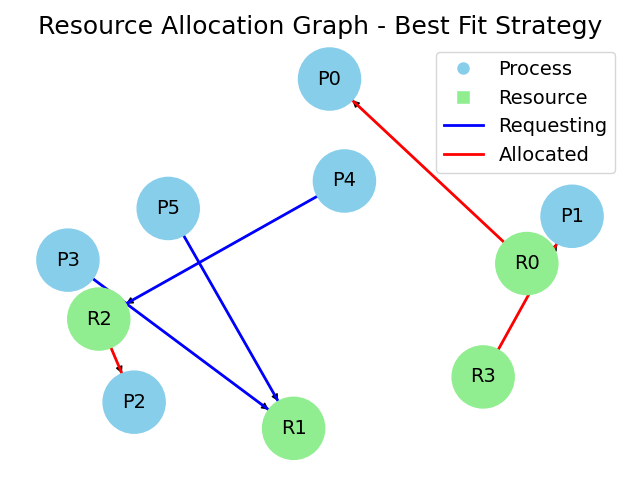 Resource Allocation Graph - Best Fit Strategy
P0
Process
Resource
Requesting
Allocated
P4
P5
P1
P3
R0
R2
R3
P2
R1